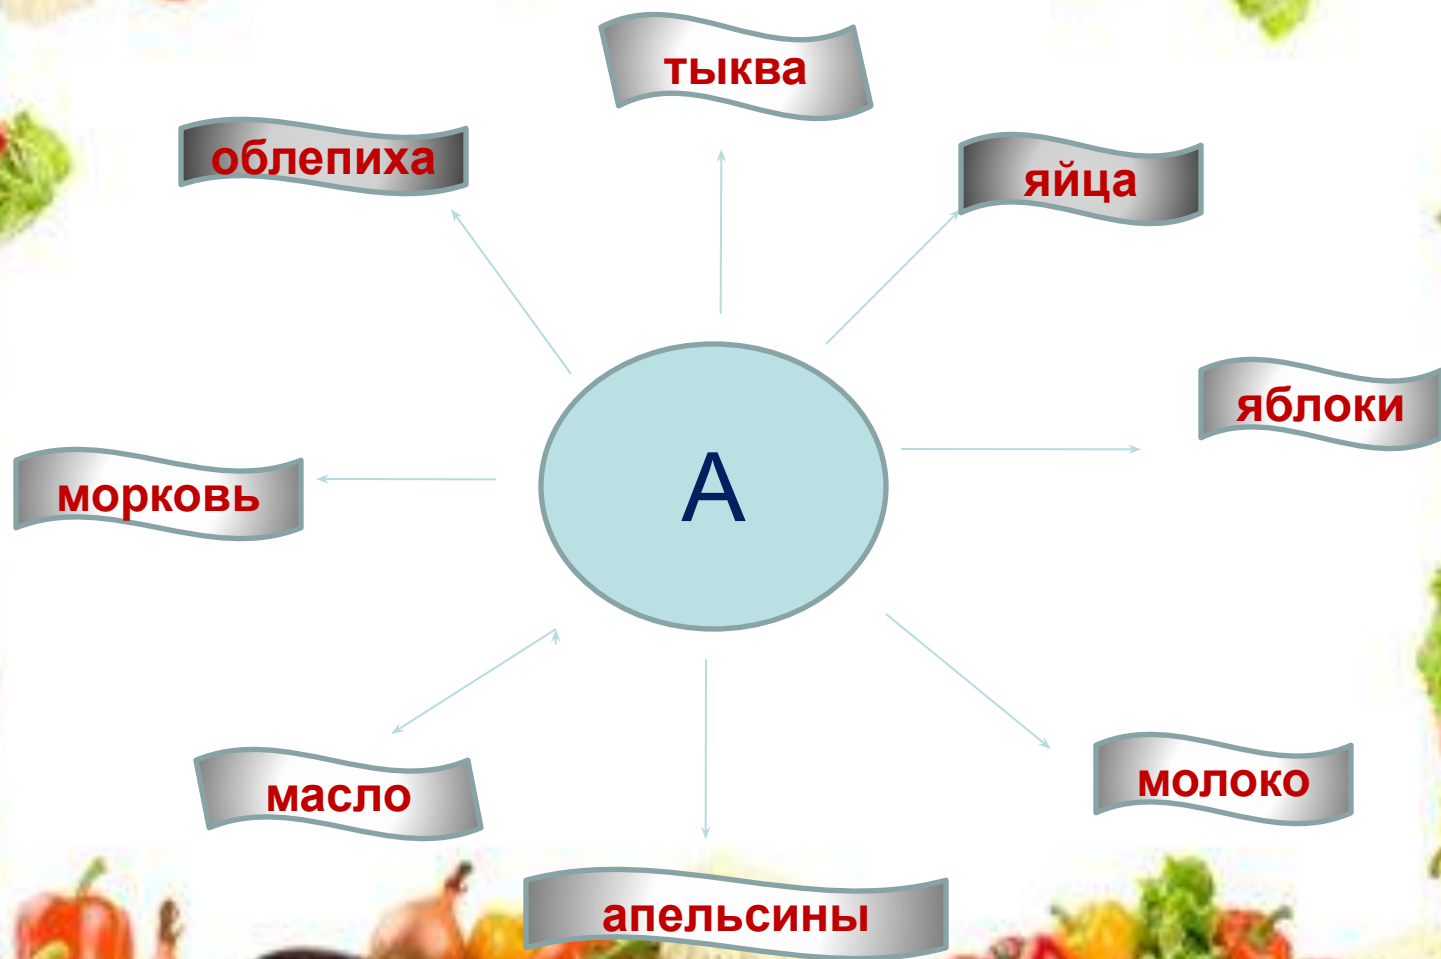 тыква
облепиха
яйца
яблоки
А
морковь
молоко
масло
апельсины